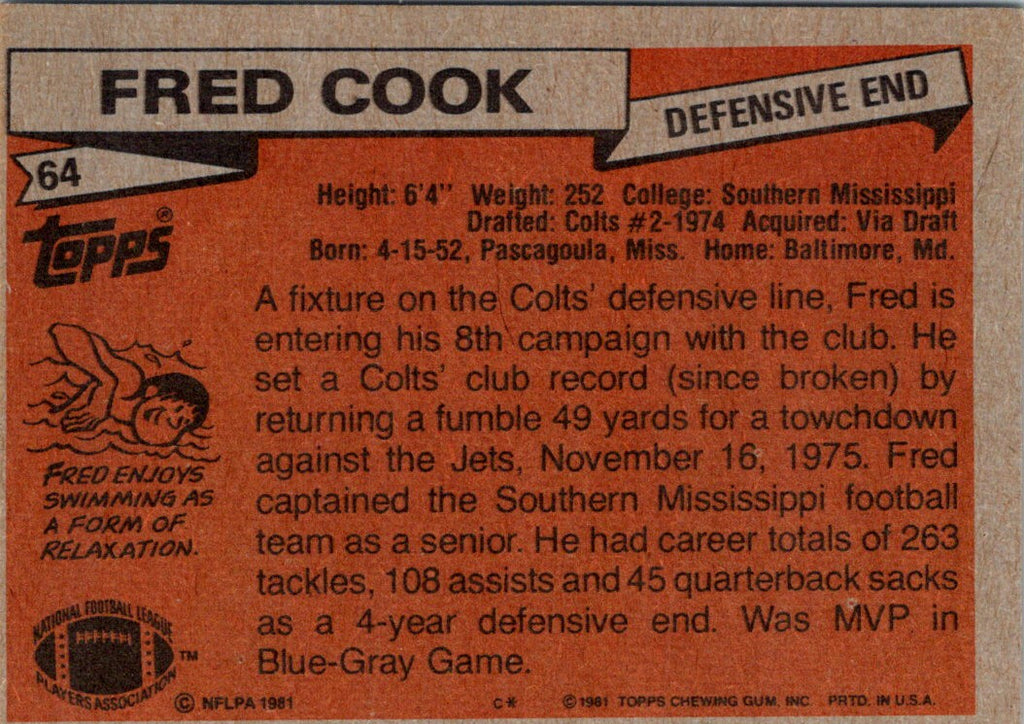 FRED COOK
DEFENSIVE END
64
TOPPS®
Height: 6'4" Weight: 252 College: Southern Mississippi
Drafted: Colts #2-1974 Acquired: Via Draft
Born: 4-15-52, Pascagoula, Miss. Home: Baltimore, Md.
A fixture on the Colts' defensive line, Fred is
entering his 8th campaign with the club. He
set a Colts' club record (since broken) by
returning a fumble 49 yards for a towchdown
against the Jets, November 16, 1975. Fred
captained the Southern Mississippi football
team as a senior. He had career totals of 263
tackles, 108 assists and 45 quarterback sacks
as a 4-year defensive end. Was MVP in
Blue-Gray Game.
FRED ENJOYS
SWIMMING AS
A FORM OF
RELAXATION.
NATIONAL FOOTBALL LEAGUE
PLAYERS ASSOCIATION
TM
© NFLPA 1981
C*
© 1981 TOPPS CHEWING GUM, INC. PRTD. IN U.S.A.